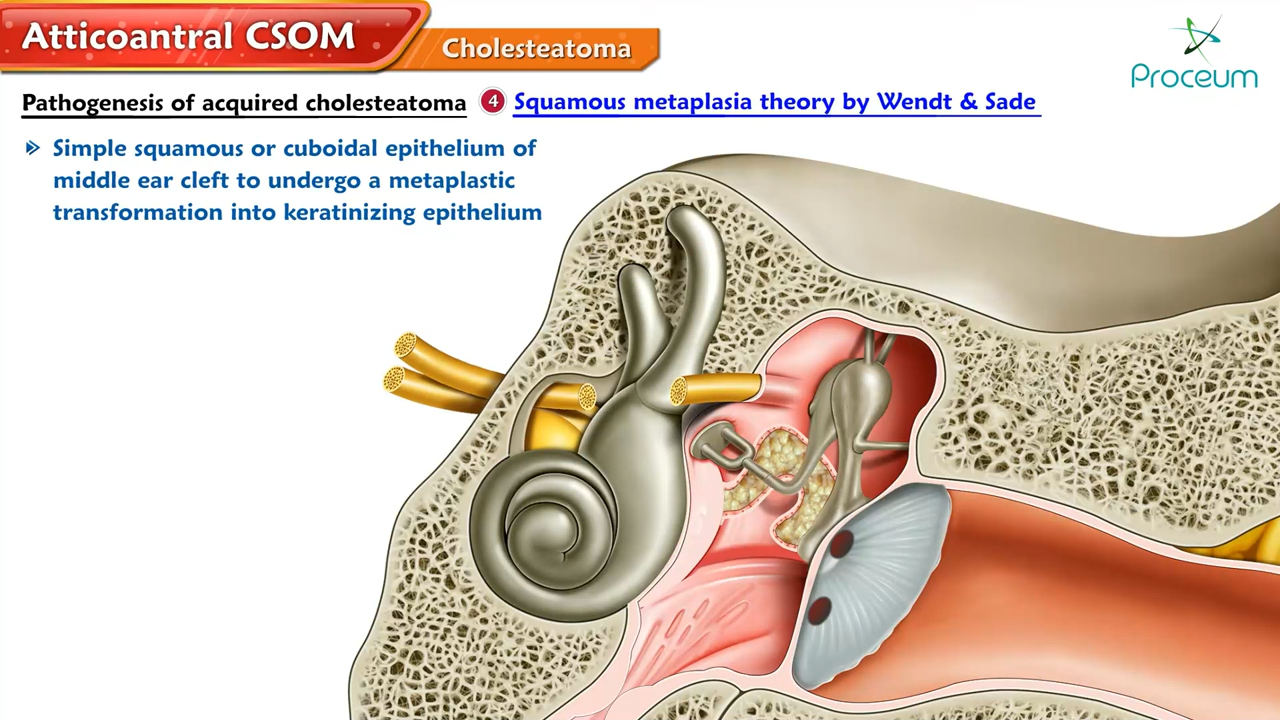 Atticoantral CSOM
Cholesteatoma
Proceum
Pathogenesis of acquired cholesteatoma 4 Squamous metaplasia theory by Wendt & Sade
Simple squamous or cuboidal epithelium of
middle ear cleft to undergo a metaplastic
transformation into keratinizing epithelium